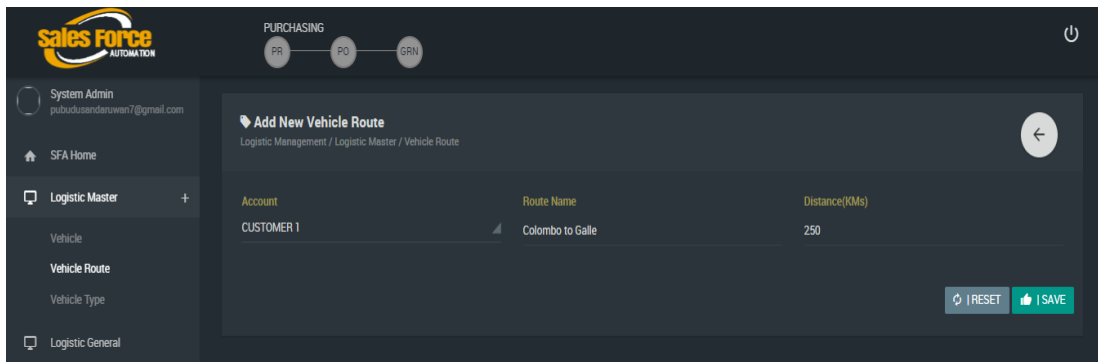 Sales Force
AUTOMATION
PURCHASING
PR PO GRN
System Admin
pubudusandaruwan7@gmail.com
Add New Vehicle Route
Logistic Management / Logistic Master / Vehicle Route
SFA Home
Logistic Master +
Account Route Name Distance(KMs)
CUSTOMER 1 Colombo to Galle 250
Vehicle
Vehicle Route
Vehicle Type
| RESET | SAVE
Logistic General